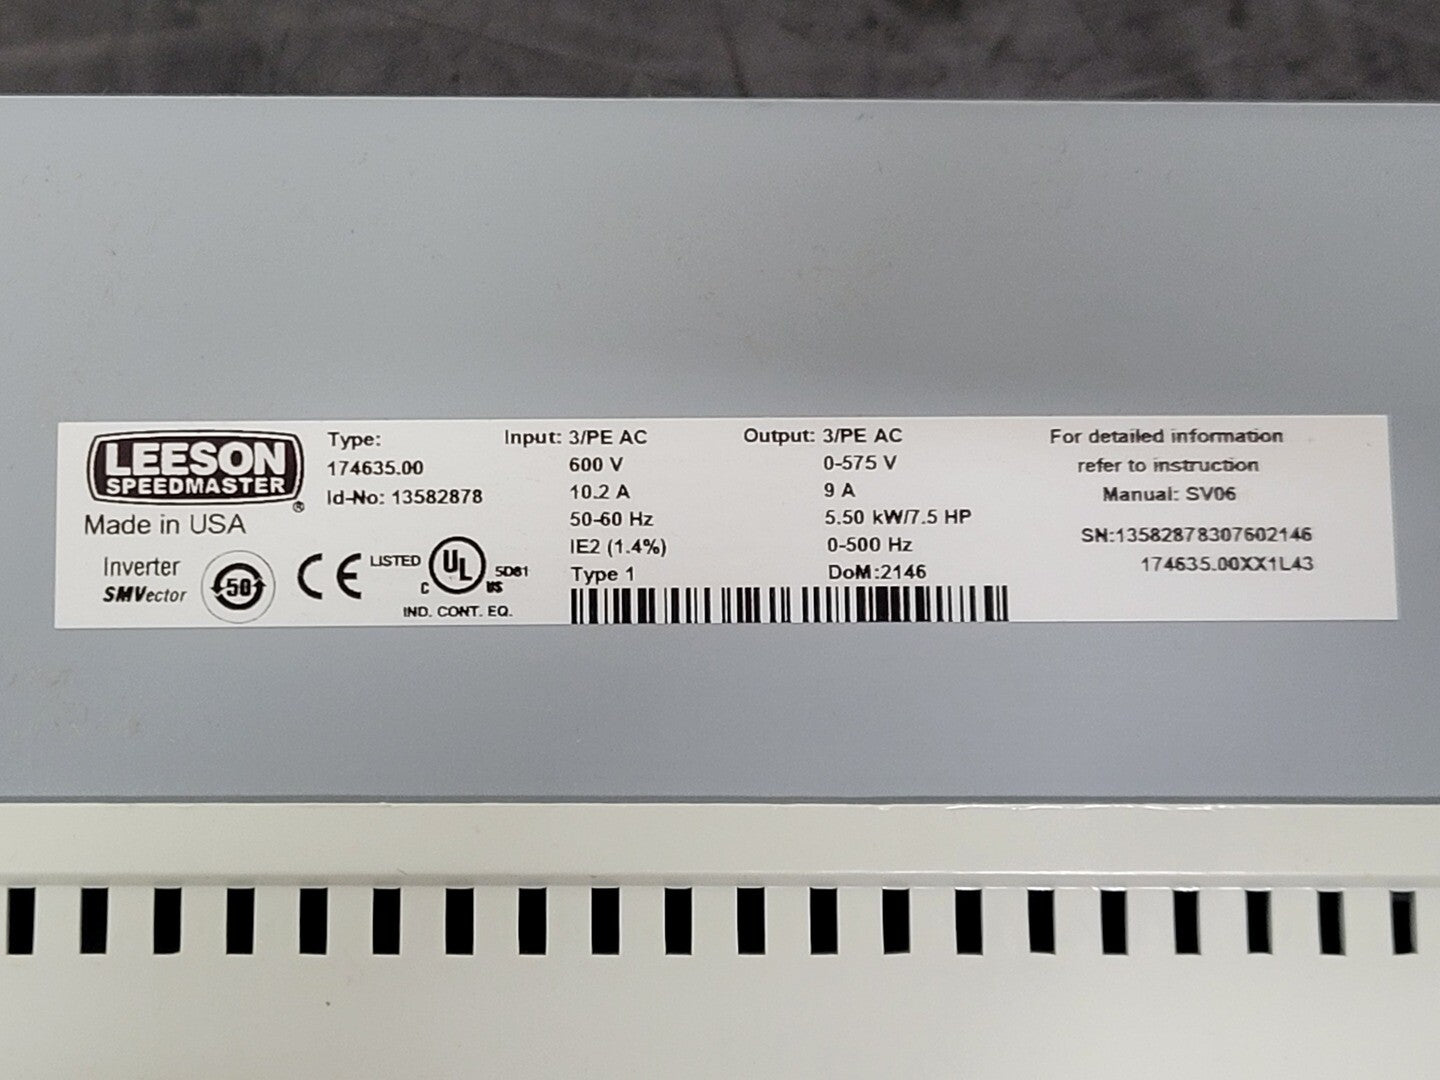 LEESON
SPEEDMASTER
®
Made in USA
Inverter
SMVector
50
CE
LISTED
UL
C
US
5D81
IND. CONT. EQ.
Type:
174635.00
Id-No: 13582878
Input: 3/PE AC
600 V
10.2 A
50-60 Hz
IE2 (1.4%)
Type 1
Output: 3/PE AC
0-575 V
9 A
5.50 kW/7.5 HP
0-500 Hz
DoM:2146
For detailed information
refer to instruction
Manual: SV06
SN:13582878307602146
174635.00XX1L43